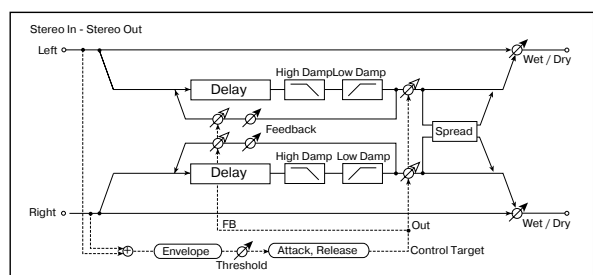 Stereo In - Stereo Out
Left
Wet / Dry
High Damp Low Damp
Delay
Feedback
Spread
High Damp Low Damp
Delay
Right
FB
Out
Wet / Dry
+
Envelope
Threshold
Attack, Release
Control Target